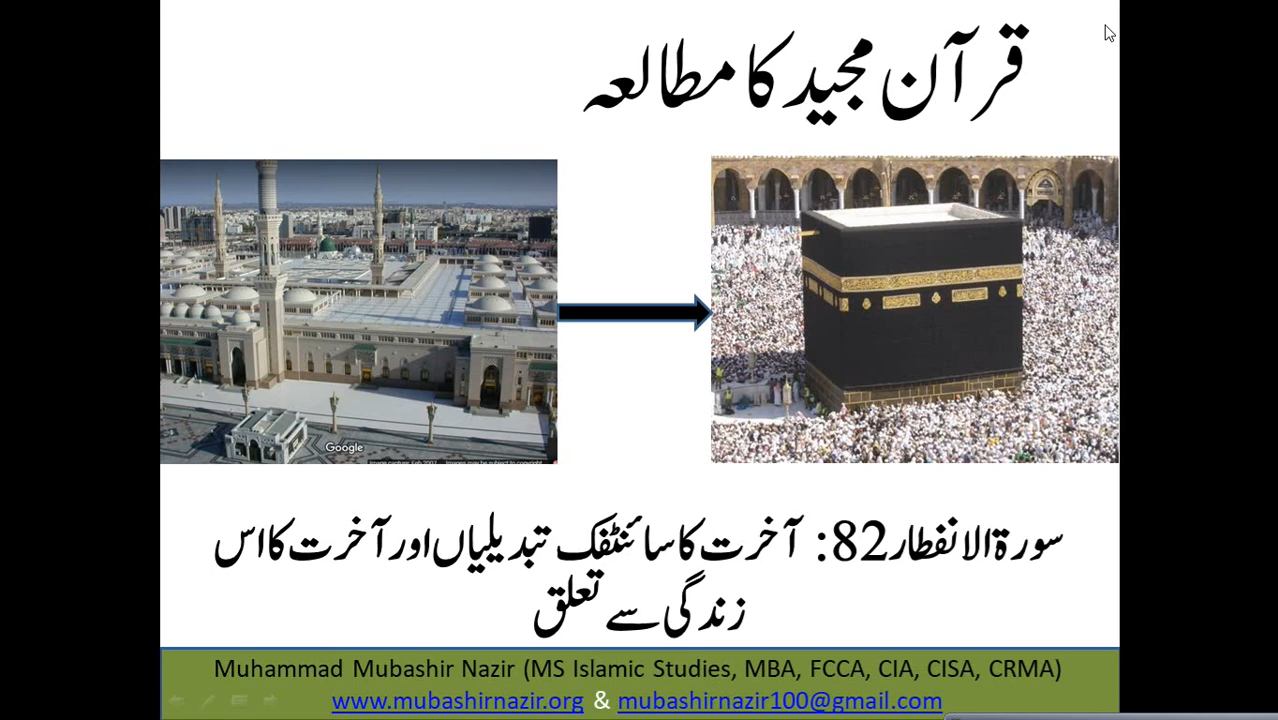 قرآن مجید کا مطالعہ
Google
سورۃ الانفطار 82: آخرت کا سائنٹفک تبدیلیاں اور آخرت کا اس
زندگی سے تعلق
Muhammad Mubashir Nazir (MS Islamic Studies, MBA, FCCA, CIA, CISA, CRMA)
www.mubashirnazir.org & mubashirnazir100@gmail.com